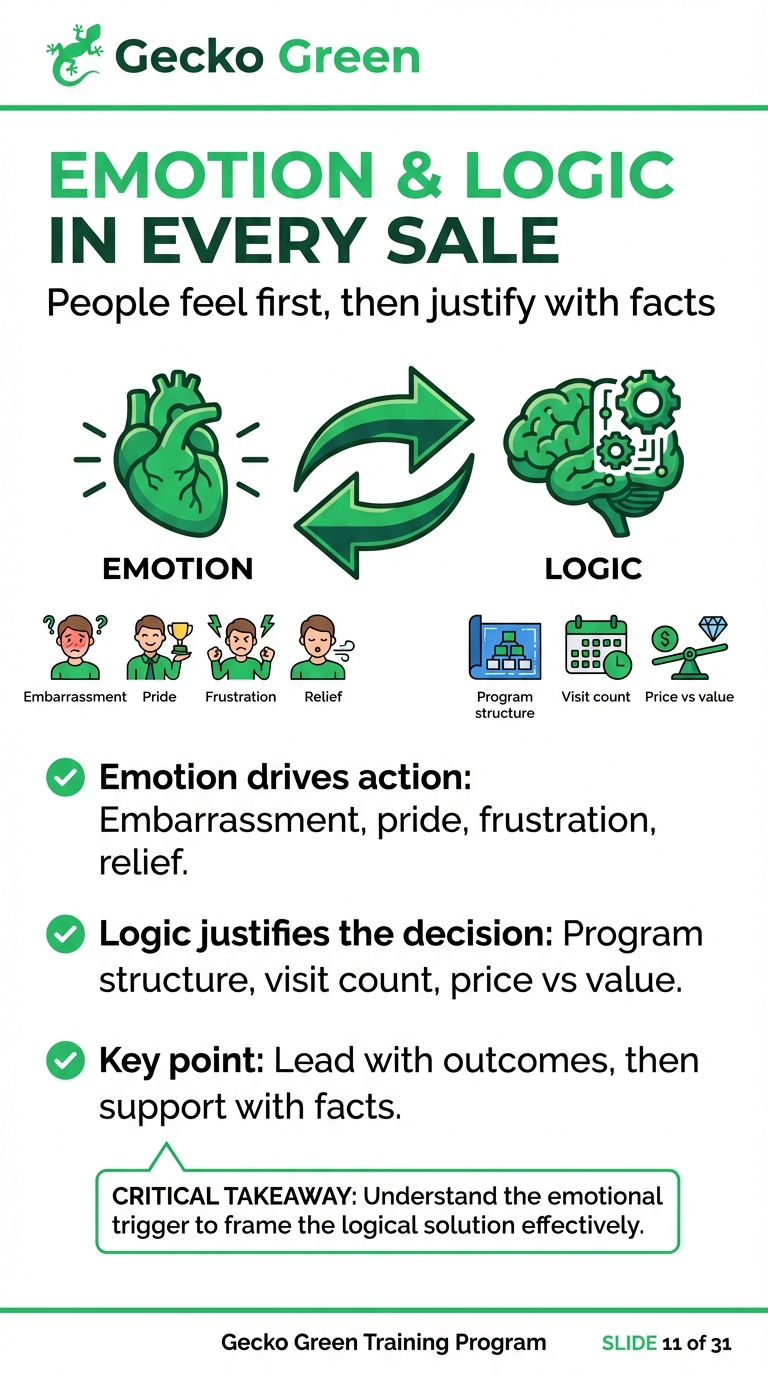 Gecko Green
EMOTION & LOGIC
IN EVERY SALE
People feel first, then justify with facts
EMOTION
LOGIC
? ?
Embarrassment
Pride
Frustration
Relief
Program
structure
Visit count
$
Price vs value
Emotion drives action:
Embarrassment, pride, frustration,
relief.
Logic justifies the decision: Program
structure, visit count, price vs value.
Key point: Lead with outcomes, then
support with facts.
CRITICAL TAKEAWAY: Understand the emotional
trigger to frame the logical solution effectively.
Gecko Green Training Program
SLIDE 11 of 31